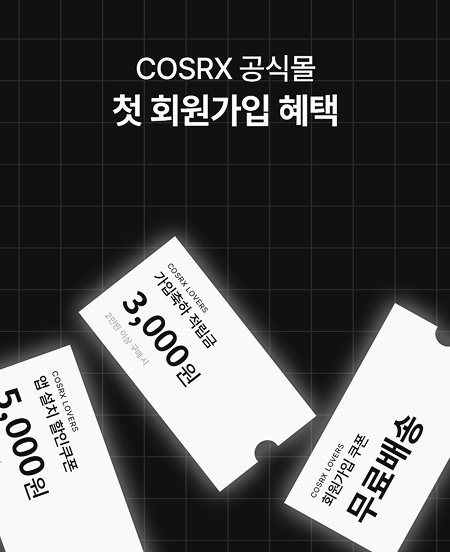 COSRX 공식몰
첫 회원가입 혜택
COSRX LOVERS
가입축하 적립금
3,000원
2만원 이상 구매 시
COSRX LOVERS
앱 설치 할인쿠폰
5,000원
COSRX LOVERS
회원가입 쿠폰
무료배송